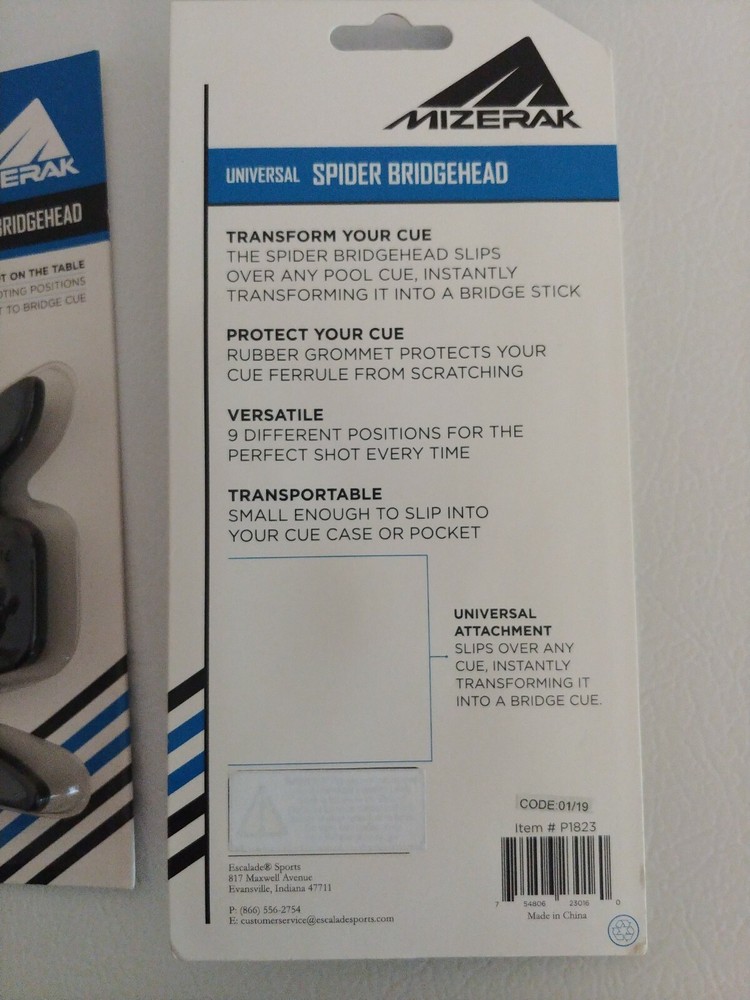 ERAK
BRIDGEHEAD
T ON THE TABLE
OTING POSITIONS
T TO BRIDGE CUE
MIZERAK
UNIVERSAL SPIDER BRIDGEHEAD
TRANSFORM YOUR CUE
THE SPIDER BRIDGEHEAD SLIPS
OVER ANY POOL CUE, INSTANTLY
TRANSFORMING IT INTO A BRIDGE STICK
PROTECT YOUR CUE
RUBBER GROMMET PROTECTS YOUR
CUE FERRULE FROM SCRATCHING
VERSATILE
9 DIFFERENT POSITIONS FOR THE
PERFECT SHOT EVERY TIME
TRANSPORTABLE
SMALL ENOUGH TO SLIP INTO
YOUR CUE CASE OR POCKET
UNIVERSAL
ATTACHMENT
SLIPS OVER ANY
CUE, INSTANTLY
TRANSFORMING IT
INTO A BRIDGE CUE.
CODE:01/19
Item # P1823
7 54806 23016 0
Made in China
Escalade® Sports
817 Maxwell Avenue
Evansville, Indiana 47711
P: (866) 556-2754
E: customerservice@escaladesports.com